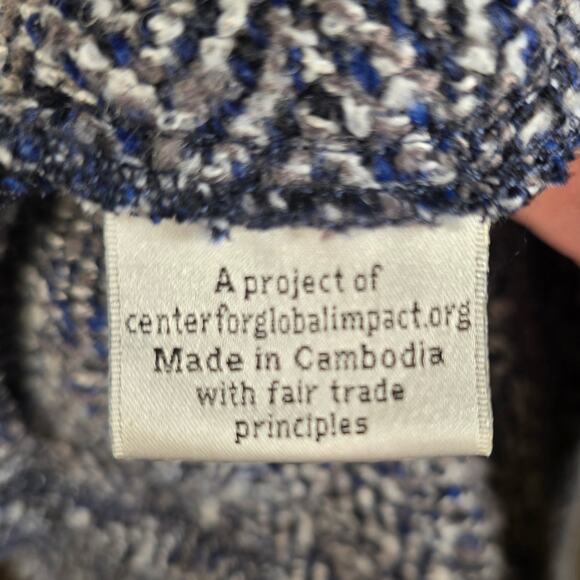 A project of
centerforglobalimpact.org
Made in Cambodia
with fair trade
principles